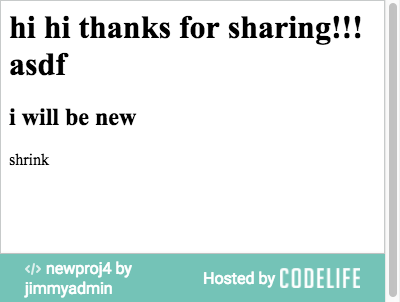 hi hi thanks for sharing!!!
asdf
i will be new
shrink
</> newproj4 by
jimmyadmin
Hosted by CODELIFE